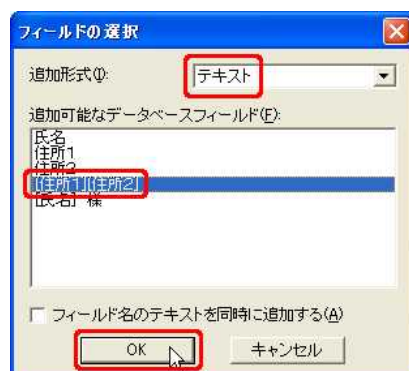 フィールドの選択
追加形式(I): テキスト
追加可能なデータベースフィールド(F):
氏名
住所1
住所2
[住所1][住所2]
[氏名] 様
フィールド名のテキストを同時に追加する(A)
OK キャンセル